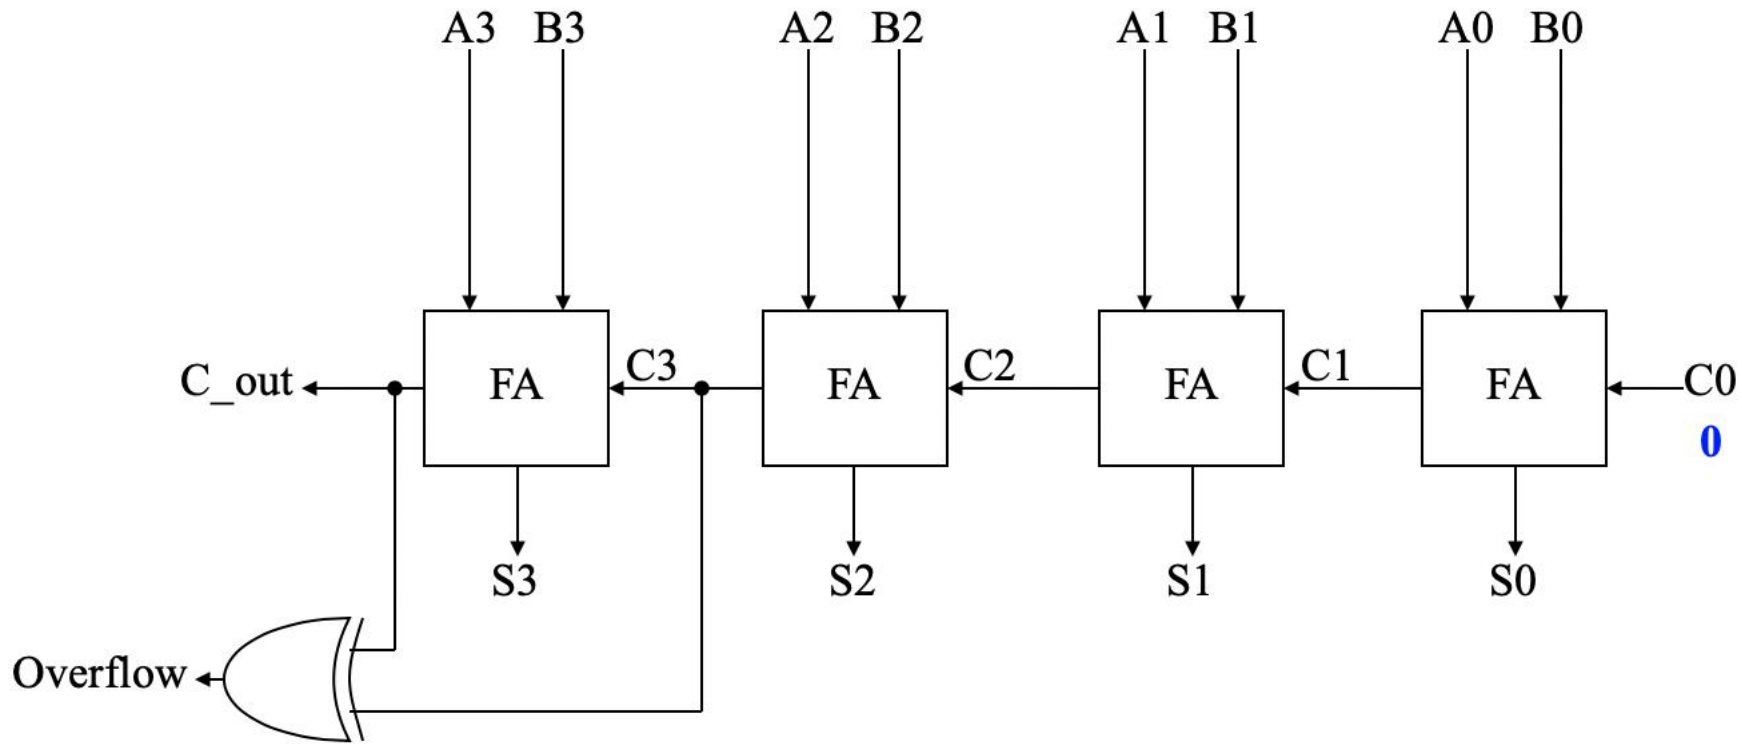 A3 B3 A2 B2 A1 B1 A0 B0
C_out FA C3 FA C2 FA C1 FA C0
0
S3 S2 S1 S0
Overflow